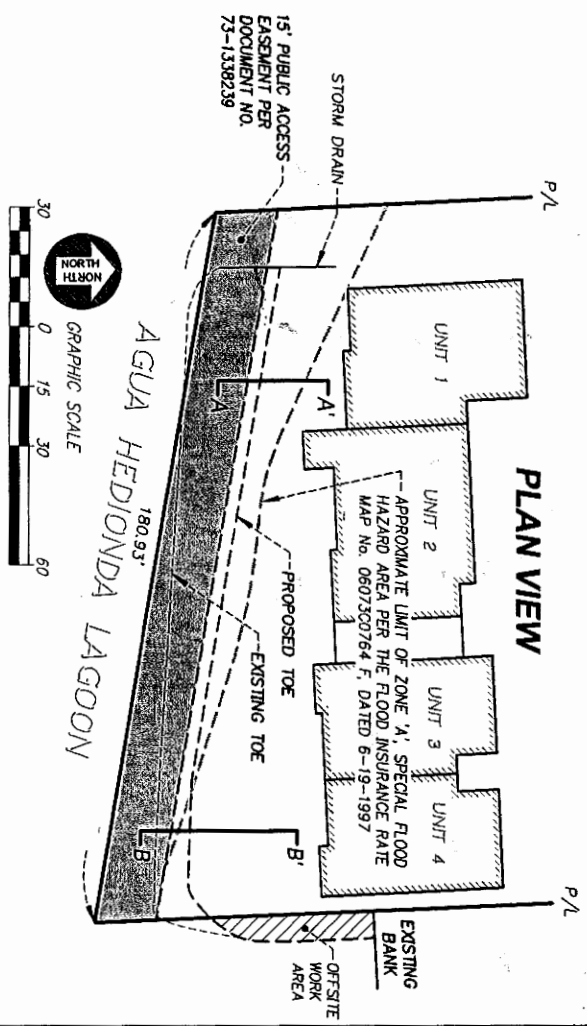 PLAN VIEW
P/L
P/L
15' PUBLIC ACCESS
EASEMENT PER
DOCUMENT NO.
73-1338239
STORM DRAIN
UNIT 1
UNIT 2
UNIT 3
UNIT 4
APPROXIMATE LIMIT OF ZONE 'A', SPECIAL FLOOD
HAZARD AREA PER THE FLOOD INSURANCE RATE
MAP No. 06073C0764 F, DATED 6-19-1997
PROPOSED TOE
EXISTING TOE
A
A'
B
B'
EXISTING
BANK
OFFSITE
WORK
AREA
180.93'
AGUA HEDIONDA LAGOON
NORTH
NORTH
GRAPHIC SCALE
30
0
15
30
60